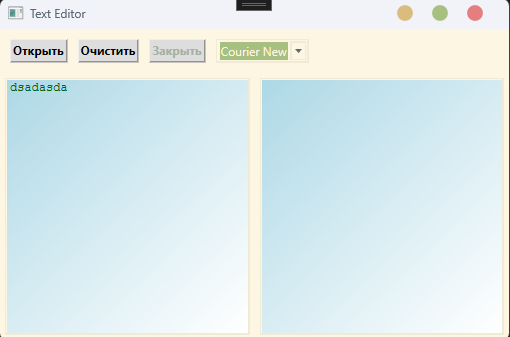 Text Editor
Открыть Очистить Закрыть Courier New
dsadasda